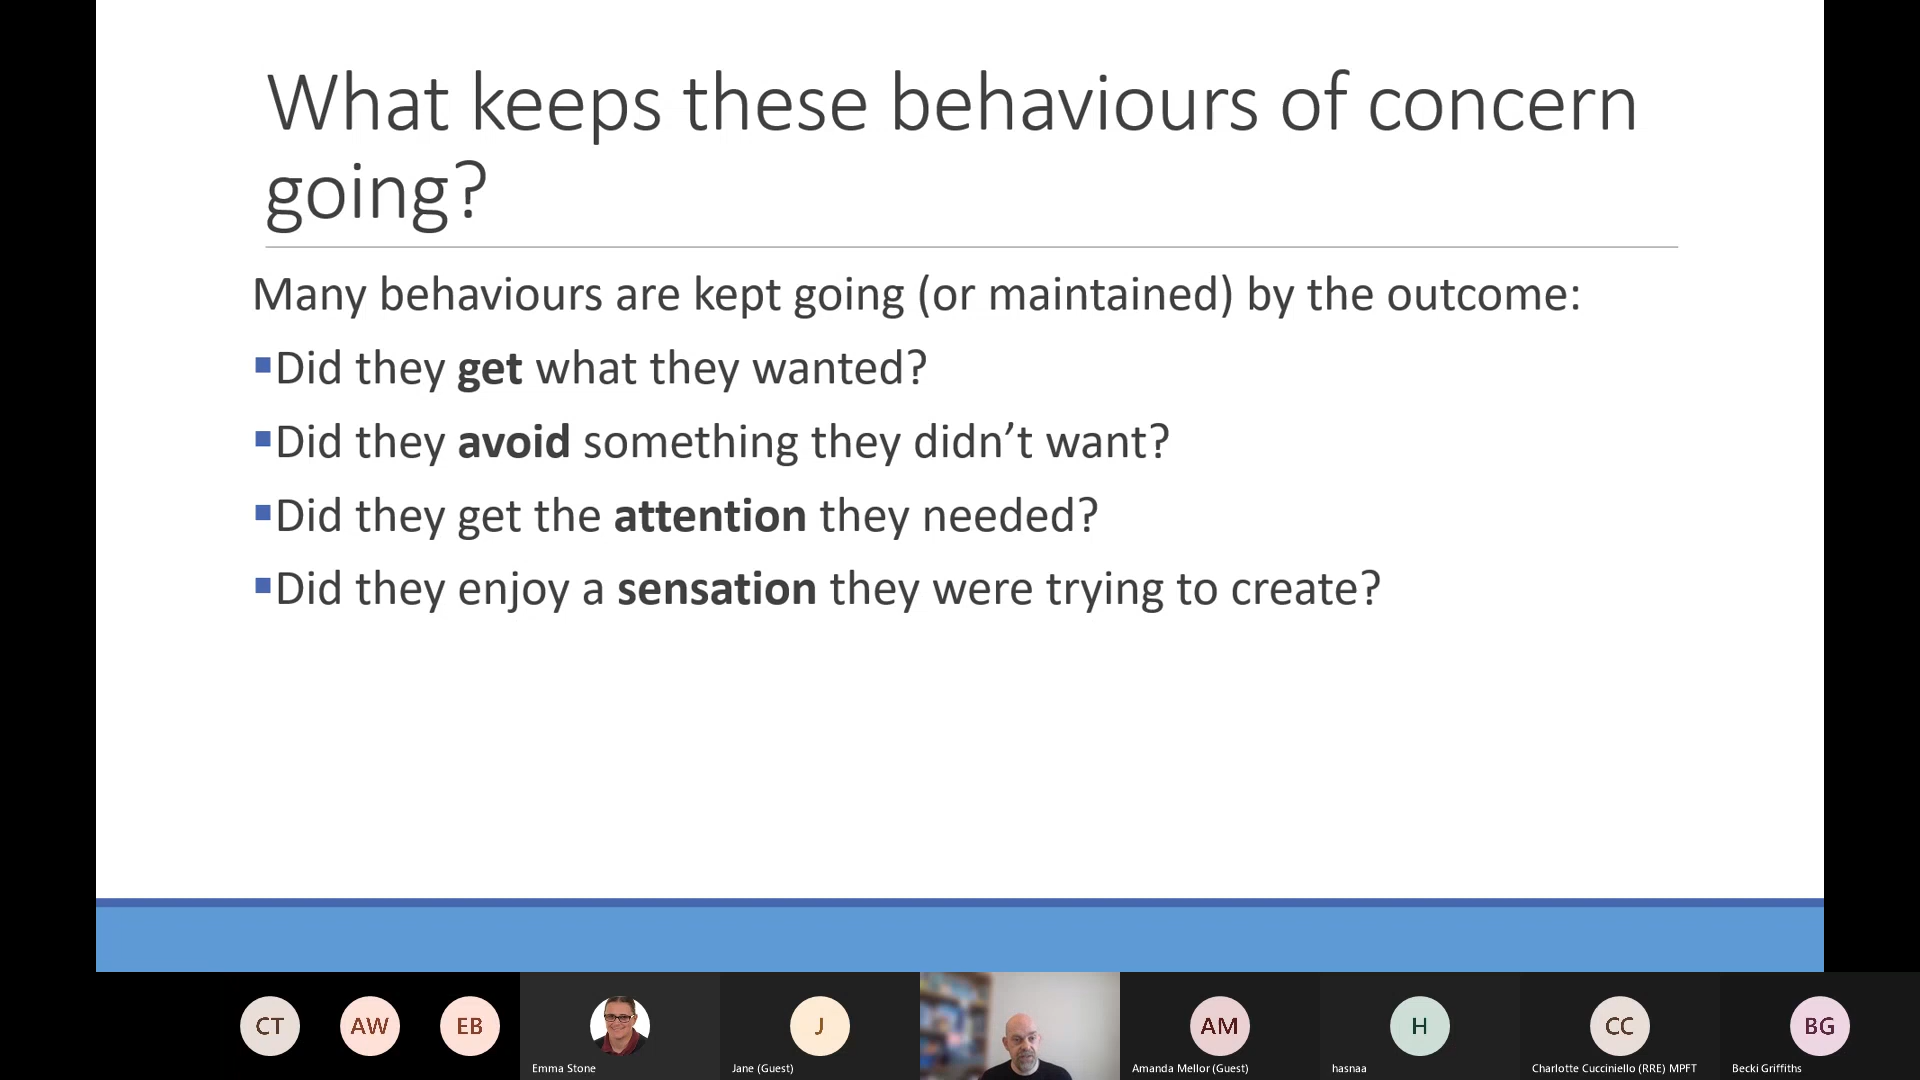 What keeps these behaviours of concern
going?
Many behaviours are kept going (or maintained) by the outcome:
▪Did they get what they wanted?
▪Did they avoid something they didn’t want?
▪Did they get the attention they needed?
▪Did they enjoy a sensation they were trying to create?
CT
AW
EB
J
AM
H
CC
BG
Emma Stone
Jane (Guest)
Amanda Mellor (Guest)
hasnaa
Charlotte Cucciniello (RRE) MPFT
Becki Griffiths